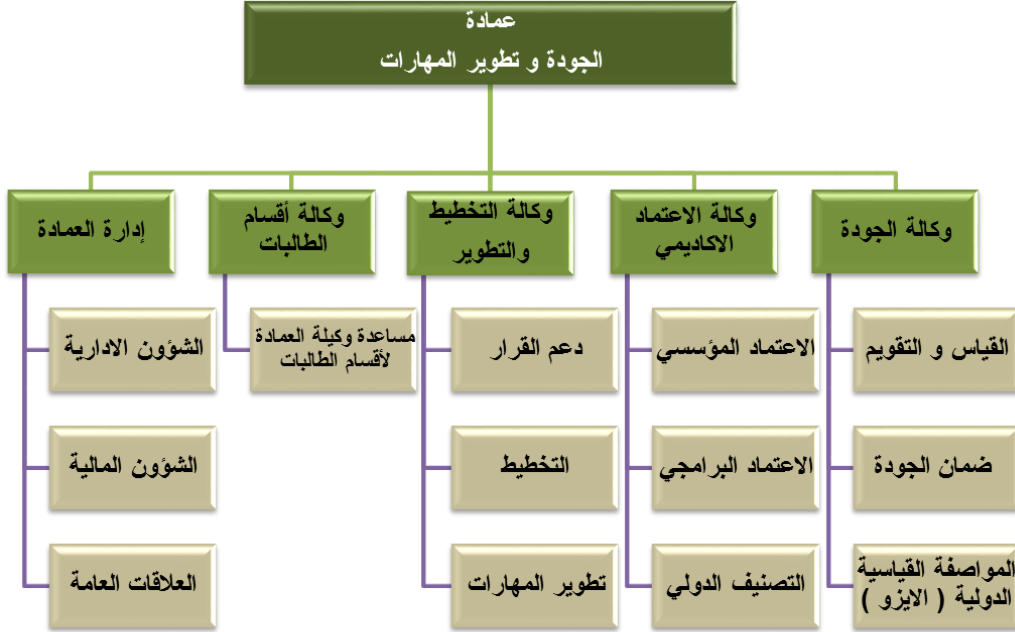 عمادة
الجودة و تطوير المهارات
وكالة الجودة
وكالة الاعتماد
الاكاديمي
وكالة التخطيط
والتطوير
وكالة أقسام
الطالبات
إدارة العمادة
القياس و التقويم
الاعتماد المؤسسي
دعم القرار
مساعدة وكيلة العمادة
لأقسام الطالبات
الشؤون الادارية
ضمان الجودة
الاعتماد البرامجي
التخطيط
الشؤون المالية
المواصفة القياسية
الدولية ( الايزو )
التصنيف الدولي
تطوير المهارات
العلاقات العامة